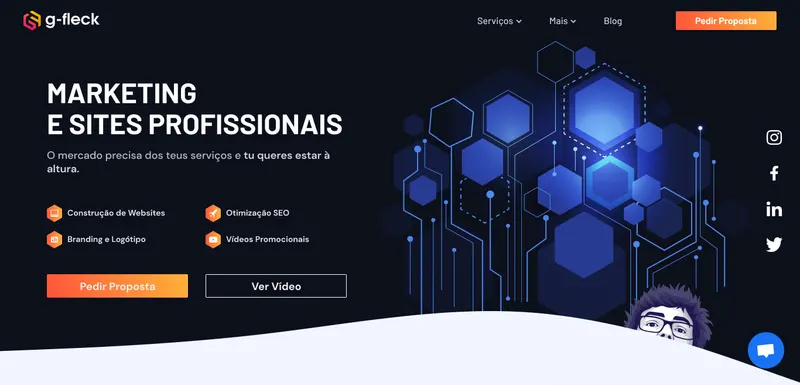 g-fleck
Serviços
Mais
Blog
Pedir Proposta
MARKETING
E SITES PROFISSIONAIS
O mercado precisa dos teus serviços e tu queres estar à
altura.
Construção de Websites
Otimização SEO
Branding e Logótipo
Vídeos Promocionais
Pedir Proposta
Ver Vídeo